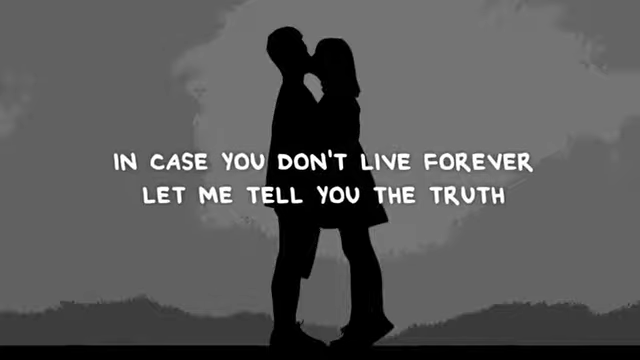 IN CASE YOU DON'T LIVE FOREVER
LET ME TELL YOU THE TRUTH